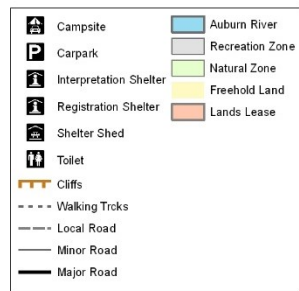 Campsite
P Carpark
Interpretation Shelter
Registration Shelter
Shelter Shed
Toilet
Cliffs
Walking Trcks
Local Road
Minor Road
Major Road
Auburn River
Recreation Zone
Natural Zone
Freehold Land
Lands Lease